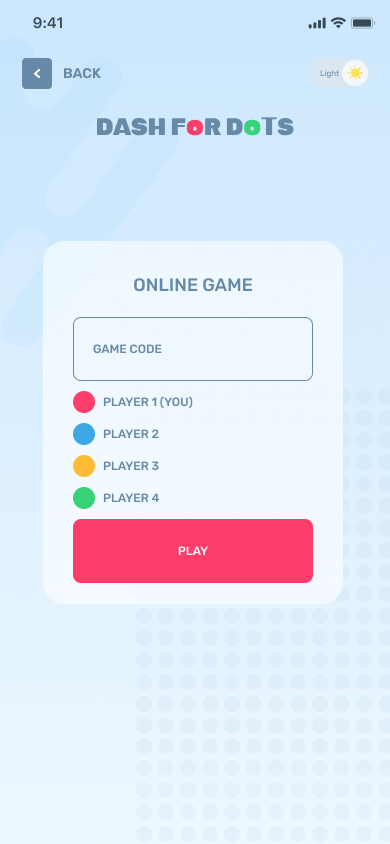 9:41
BACK
Light
DASH FOR DOTS
ONLINE GAME
GAME CODE
PLAYER 1 (YOU)
PLAYER 2
PLAYER 3
PLAYER 4
PLAY